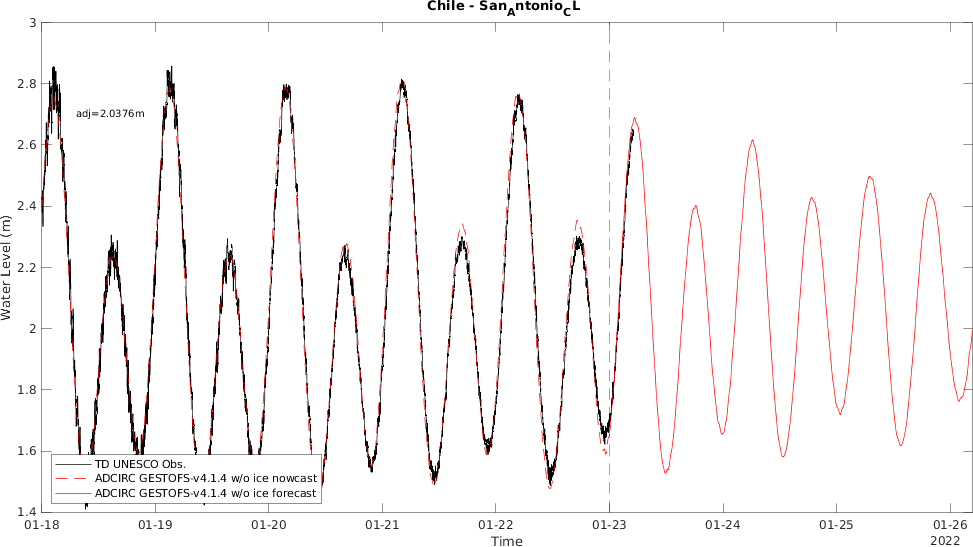 Chile - SanAntonioCL
3
2.8
2.6
2.4
2.2
2
1.8
1.6
1.4
Water Level (m)
adj=2.0376m
TD UNESCO Obs.
ADCIRC GESTOFS-v4.1.4 w/o ice nowcast
ADCIRC GESTOFS-v4.1.4 w/o ice forecast
01-18
01-19
01-20
01-21
01-22
01-23
01-24
01-25
01-26
Time
2022